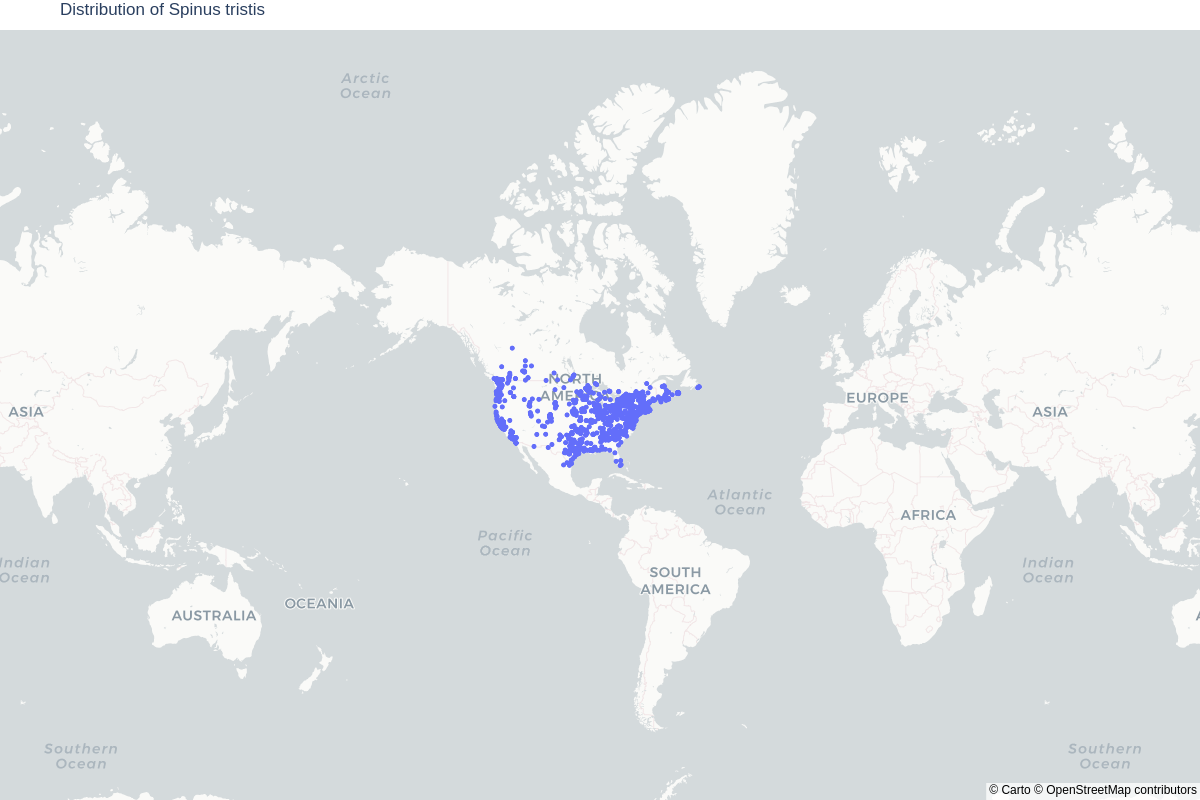 Distribution of Spinus tristis
Arctic
Ocean
NORTH
AME
ASIA
EUROPE
ASIA
Atlantic
Ocean
AFRICA
Pacific
Ocean
Indian
Ocean
Indian
Ocean
SOUTH
AMERICA
OCEANIA
AUSTRALIA
A
Southern
Ocean
Southern
Ocean
© Carto © OpenStreetMap contributors